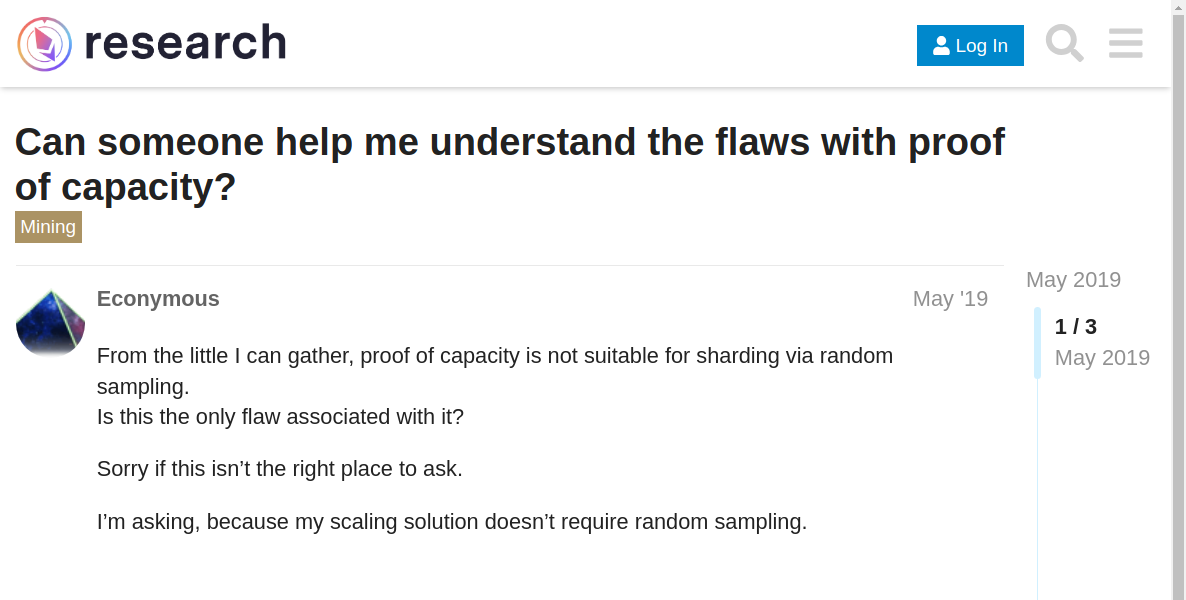 research
Log In
Can someone help me understand the flaws with proof
of capacity?
Mining
Econymous
May '19
May 2019
1 / 3
May 2019
From the little I can gather, proof of capacity is not suitable for sharding via random
sampling.
Is this the only flaw associated with it?
Sorry if this isn’t the right place to ask.
I’m asking, because my scaling solution doesn’t require random sampling.